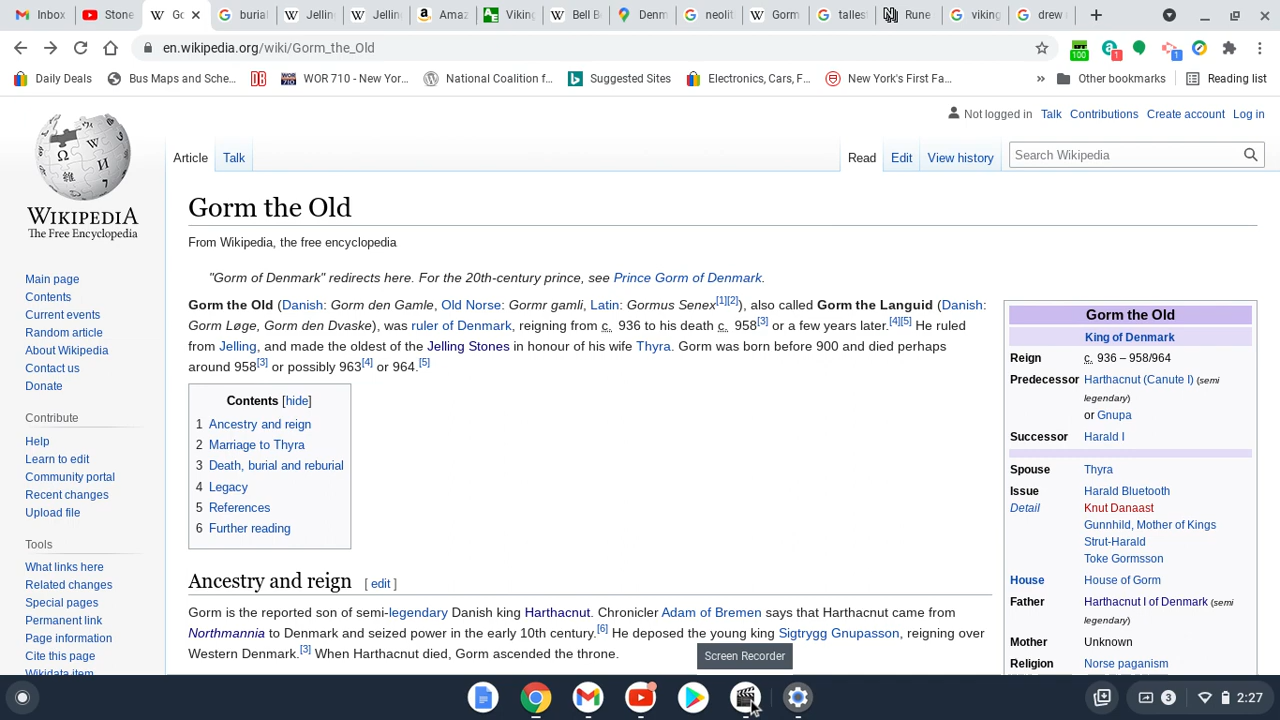 Inbox
Stone
Go
burial
Jellin
Jellin
Amaz
Viking
Bell B
Denm
neolit
Gorm
talles
Rune
viking
drew
en.wikipedia.org/wiki/Gorm_the_Old
100
1
1
Daily Deals
Bus Maps and Sche...
WOR 710 - New Yor...
National Coalition f...
Suggested Sites
Electronics, Cars, F...
New York's First Fa...
»
Other bookmarks
Reading list
Not logged in Talk Contributions Create account Log in
Article Talk
Read Edit View history
Search Wikipedia
WIKIPEDIA
The Free Encyclopedia
Main page
Contents
Current events
Random article
About Wikipedia
Contact us
Donate
Contribute
Help
Learn to edit
Community portal
Recent changes
Upload file
Tools
What links here
Related changes
Special pages
Permanent link
Page information
Cite this page
Wikidata item
Gorm the Old
From Wikipedia, the free encyclopedia
"Gorm of Denmark" redirects here. For the 20th-century prince, see Prince Gorm of Denmark.
Gorm the Old (Danish: Gorm den Gamle, Old Norse: Gormr gamli, Latin: Gormus Senex[1][2]), also called Gorm the Languid (Danish:
Gorm Løge, Gorm den Dvaske), was ruler of Denmark, reigning from c. 936 to his death c. 958[3] or a few years later.[4][5] He ruled
from Jelling, and made the oldest of the Jelling Stones in honour of his wife Thyra. Gorm was born before 900 and died perhaps
around 958[3] or possibly 963[4] or 964.[5]
Contents [hide]
1 Ancestry and reign
2 Marriage to Thyra
3 Death, burial and reburial
4 Legacy
5 References
6 Further reading
Ancestry and reign [ edit ]
Gorm is the reported son of semi-legendary Danish king Harthacnut. Chronicler Adam of Bremen says that Harthacnut came from
Northmannia to Denmark and seized power in the early 10th century.[6] He deposed the young king Sigtrygg Gnupasson, reigning over
Western Denmark.[3] When Harthacnut died, Gorm ascended the throne.
Gorm the Old
King of Denmark
Reign c. 936 – 958/964
Predecessor Harthacnut (Canute I) (semi
legendary)
or Gnupa
Successor Harald I
Spouse Thyra
Issue Harald Bluetooth
Detail Knut Danaast
Gunnhild, Mother of Kings
Strut-Harald
Toke Gormsson
House House of Gorm
Father Harthacnut I of Denmark (semi
legendary)
Mother Unknown
Religion Norse paganism
Screen Recorder
3
2:27